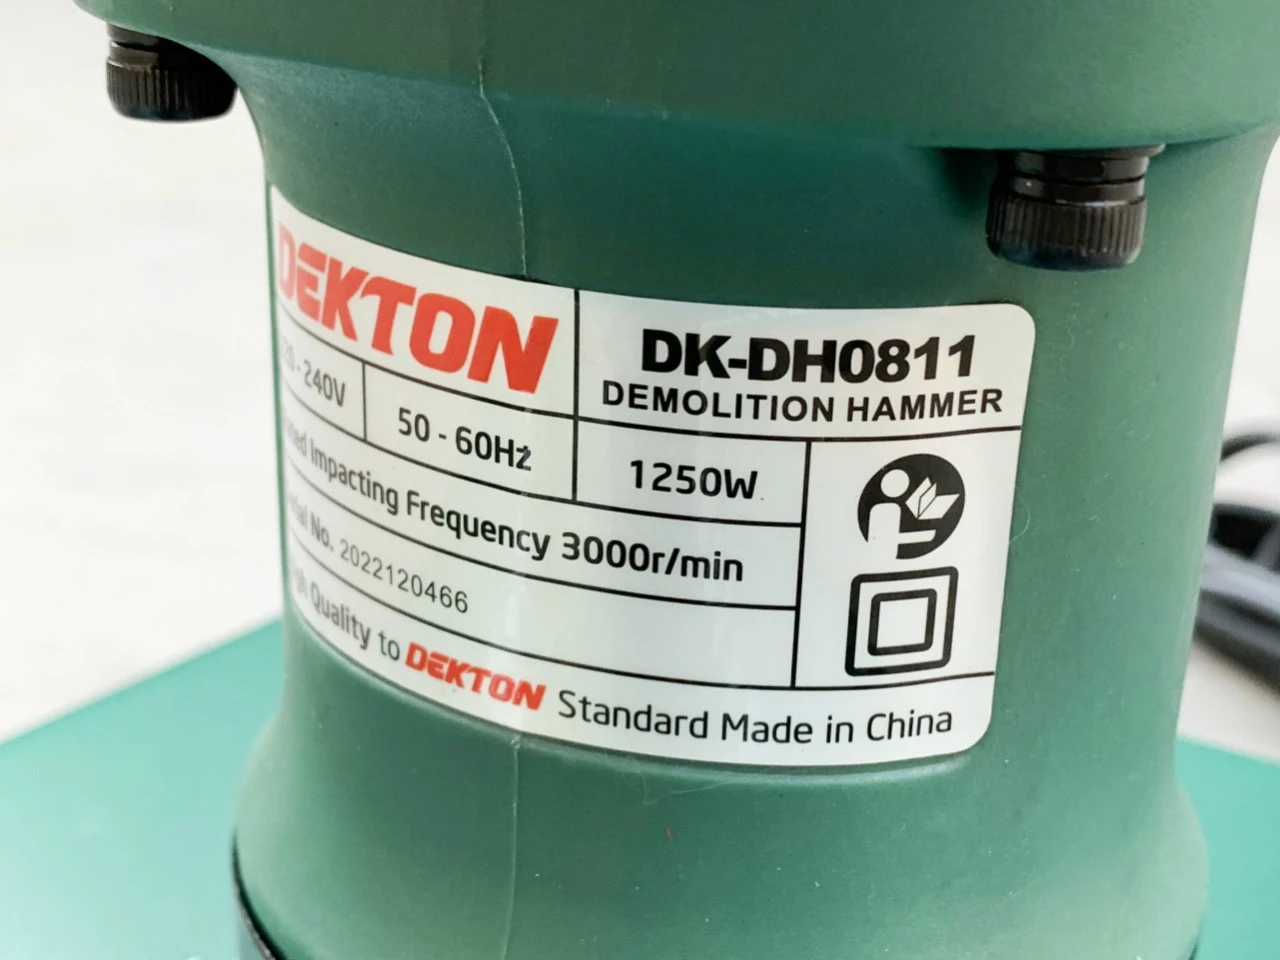 DEKTON
DK-DH0811
DEMOLITION HAMMER
240V
50 - 60Hz
1250W
Impacting Frequency 3000r/min
No. 2022120466
Quality to DEKTON Standard Made in China